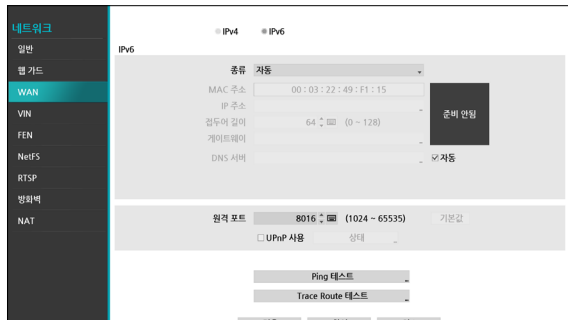 네트워크
일반
웹 가드
WAN
VIN
FEN
NetFS
RTSP
방화벽
NAT
IPv4 IPv6
IPv6
종류 자동
MAC 주소 00 : 03 : 22 : 49 : F1 : 15
IP 주소
접두어 길이 64 (0 ~ 128)
게이트웨이
DNS 서버 자동
준비 안됨
원격 포트 8016 (1024 ~ 65535) 기본값
UPnP 사용 상태
Ping 테스트
Trace Route 테스트